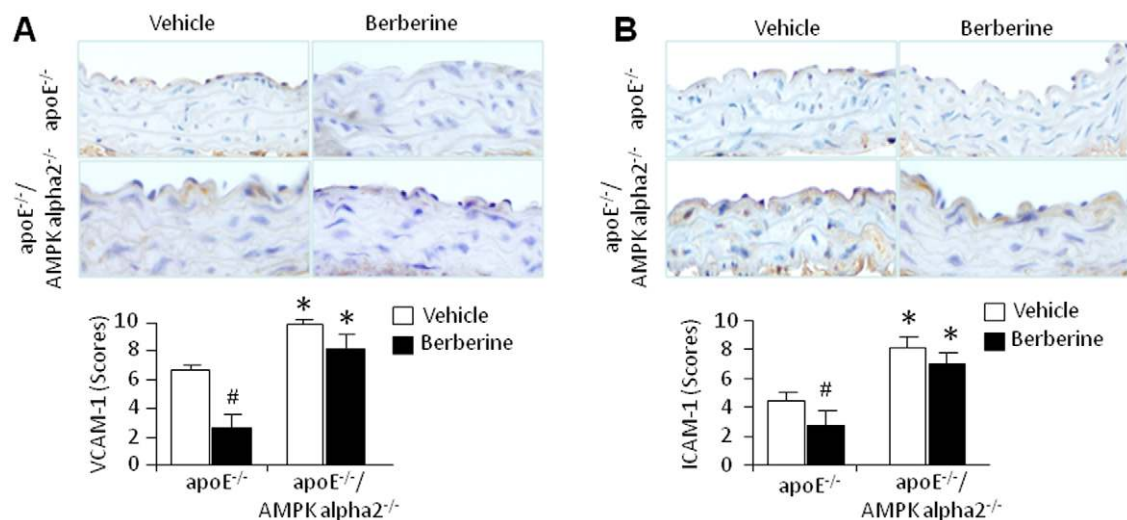 A
Vehicle
Berberine
apoE⁻/⁻
apoE⁻/⁻/
AMPK alpha2⁻/⁻
VCAM-1 (Scores)
10
8
6
4
2
0
*
*
#
Vehicle
Berberine
apoE⁻/⁻
apoE⁻/⁻/
AMPK alpha2⁻/⁻
B
Vehicle
Berberine
apoE⁻/⁻
apoE⁻/⁻/
AMPK alpha2⁻/⁻
ICAM-1 (Scores)
10
8
6
4
2
0
*
*
#
Vehicle
Berberine
apoE⁻/⁻
apoE⁻/⁻/
AMPK alpha2⁻/⁻